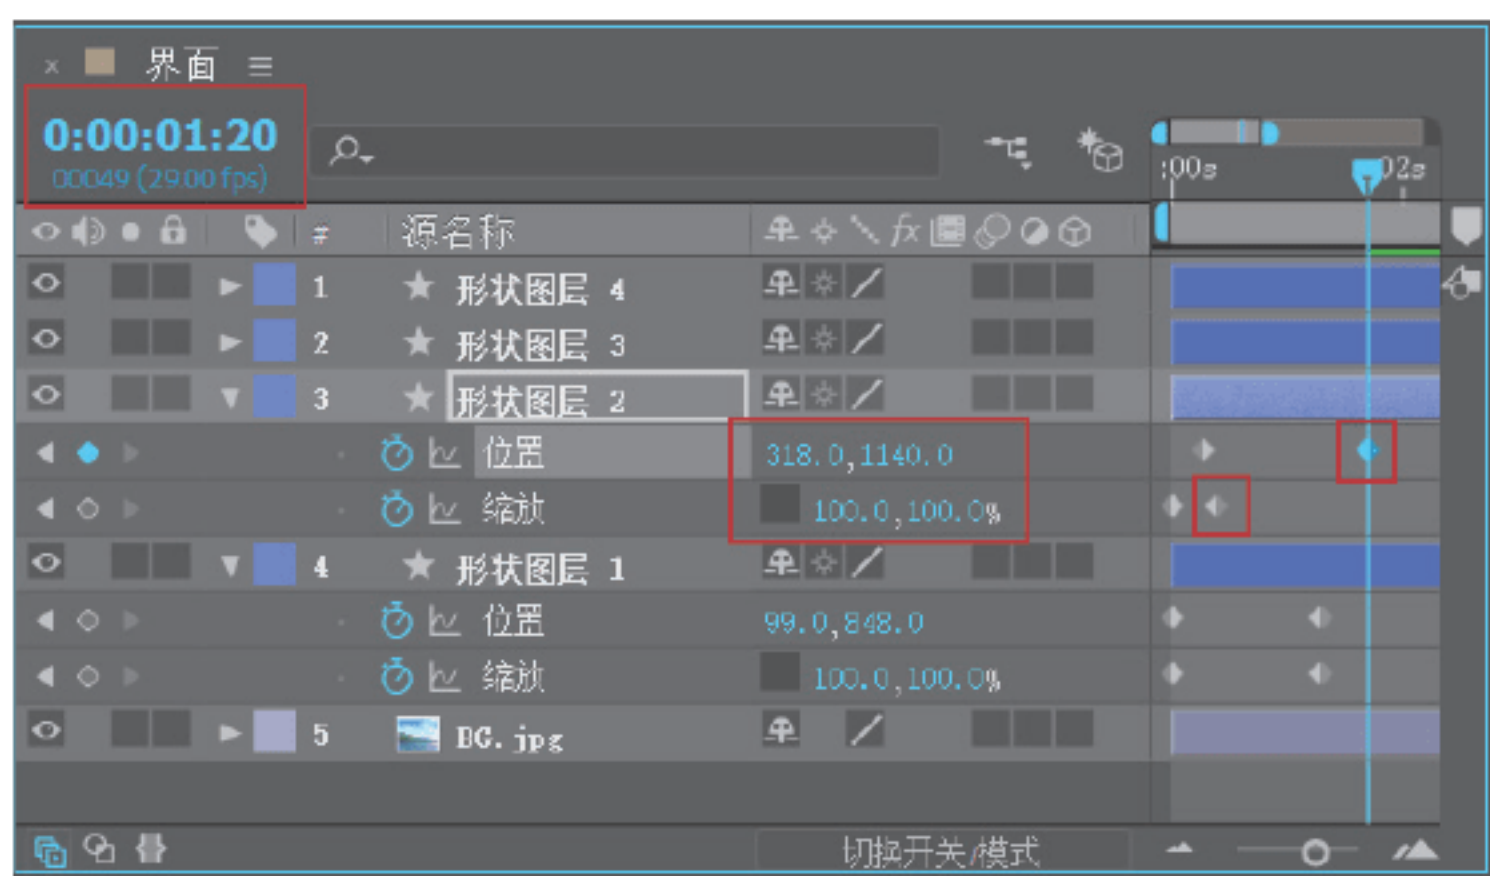 界面
0:00:01:20
00049 (29.00 fps)
:00s
02s
# 源名称 fx
1 形状图层 4
2 形状图层 3
3 形状图层 2
位置 318.0,1140.0
缩放 100.0,100.0%
4 形状图层 1
位置 99.0,848.0
缩放 100.0,100.0%
5 BG.jpg
切换开关/模式